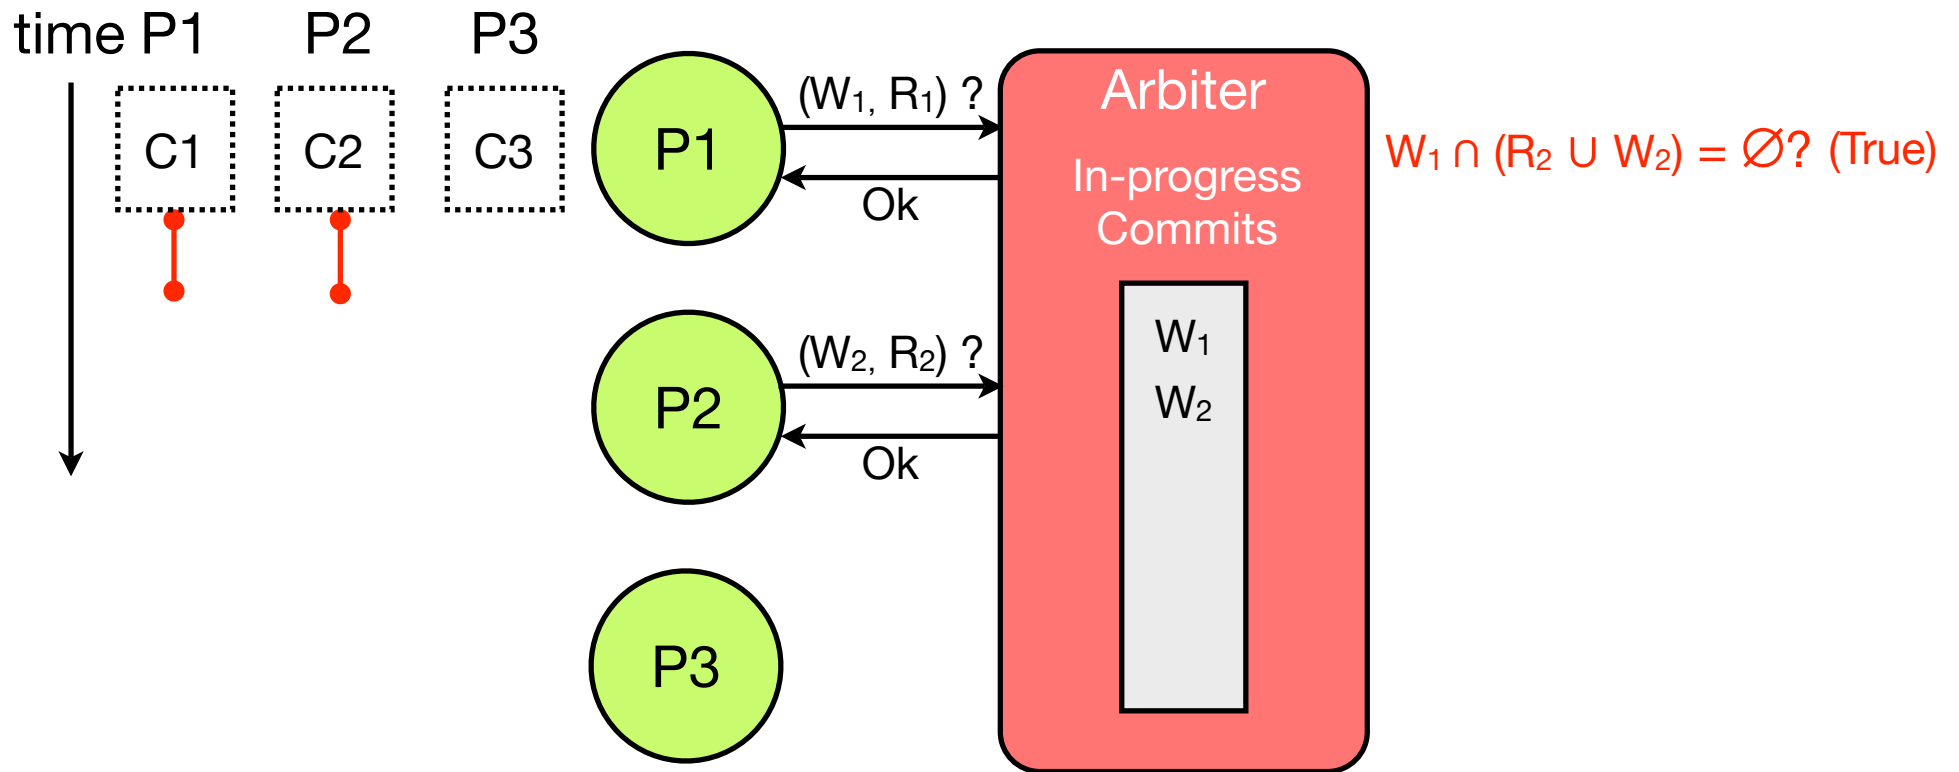 time P1 P2 P3
C1 C2 C3
P1
(W₁, R₁) ?
Ok
P2
(W₂, R₂) ?
Ok
P3
Arbiter
In-progress
Commits
W₁
W₂
W₁ ∩ (R₂ ∪ W₂) = ∅? (True)